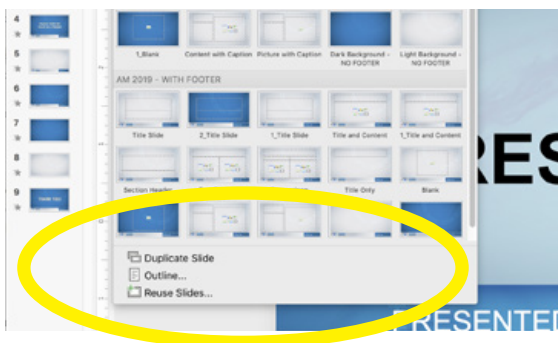 4
5
6
7
8
9
THANK YOU
1_Blank
Content with Caption
Picture with Caption
Dark Background - NO FOOTER
Light Background - NO FOOTER
AM 2019 - WITH FOOTER
Title Slide
2_Title Slide
1_Title Slide
Title and Content
1_Title and Content
Section Header
Title Only
Blank
Duplicate Slide
Outline...
Reuse Slides...
RES
PRESENTED